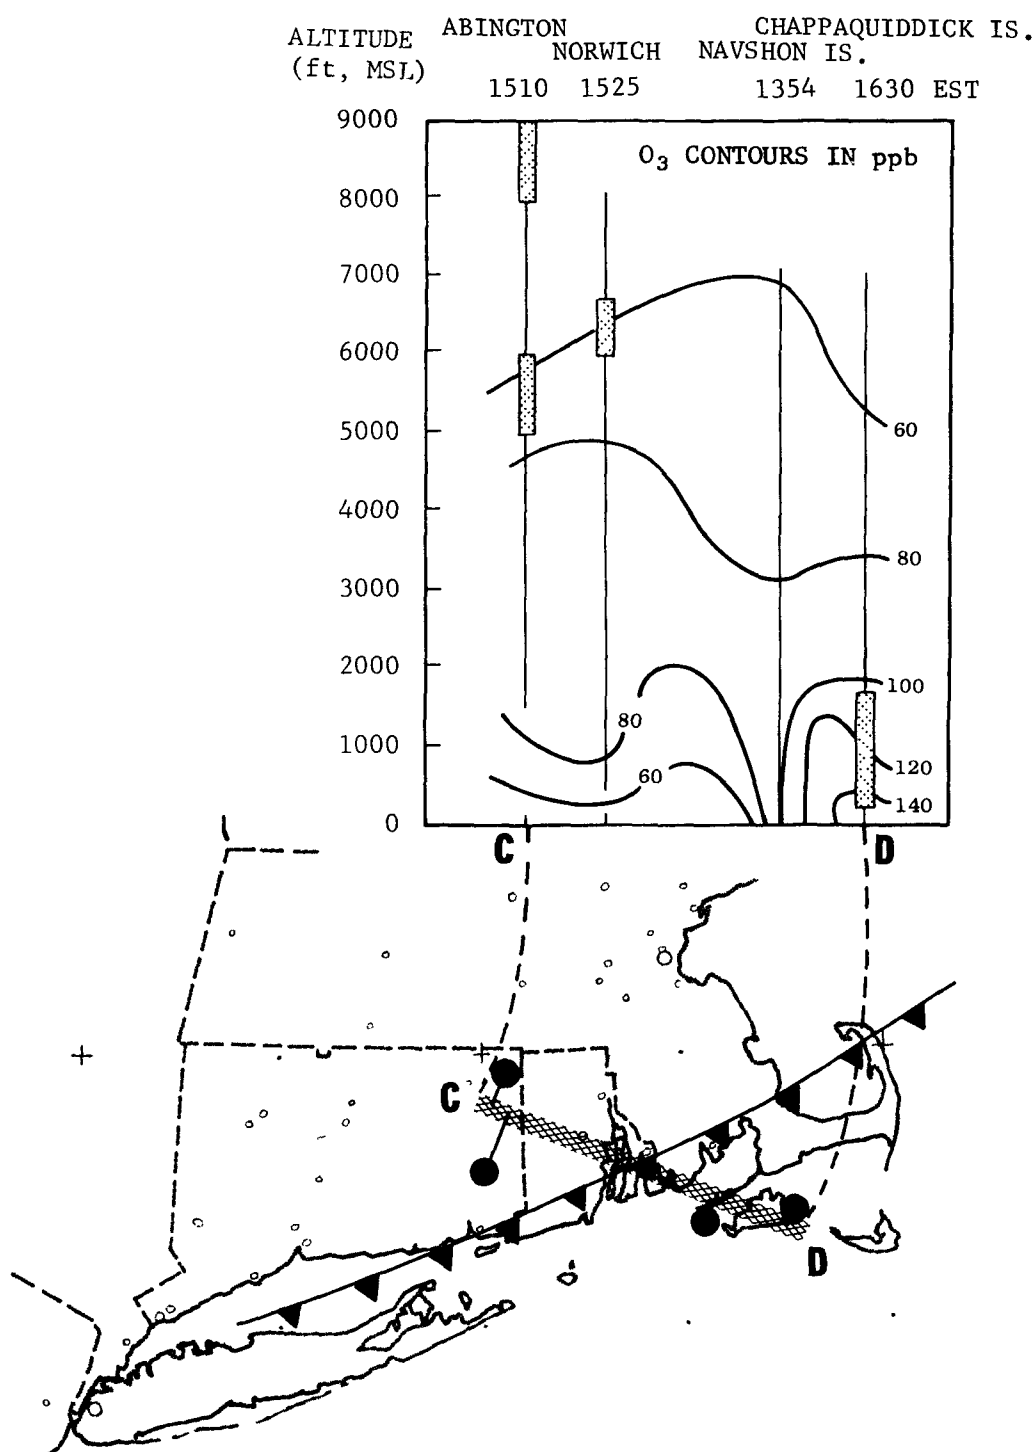 ALTITUDE
(ft, MSL)
ABINGTON
NORWICH
NAVSHON IS.
CHAPPAQUIDDICK IS.
1510 1525 1354 1630 EST
O3 CONTOURS IN ppb
9000
8000
7000
6000
5000
4000
3000
2000
1000
0
60
80
100
80
60
120
140
C D
C
D